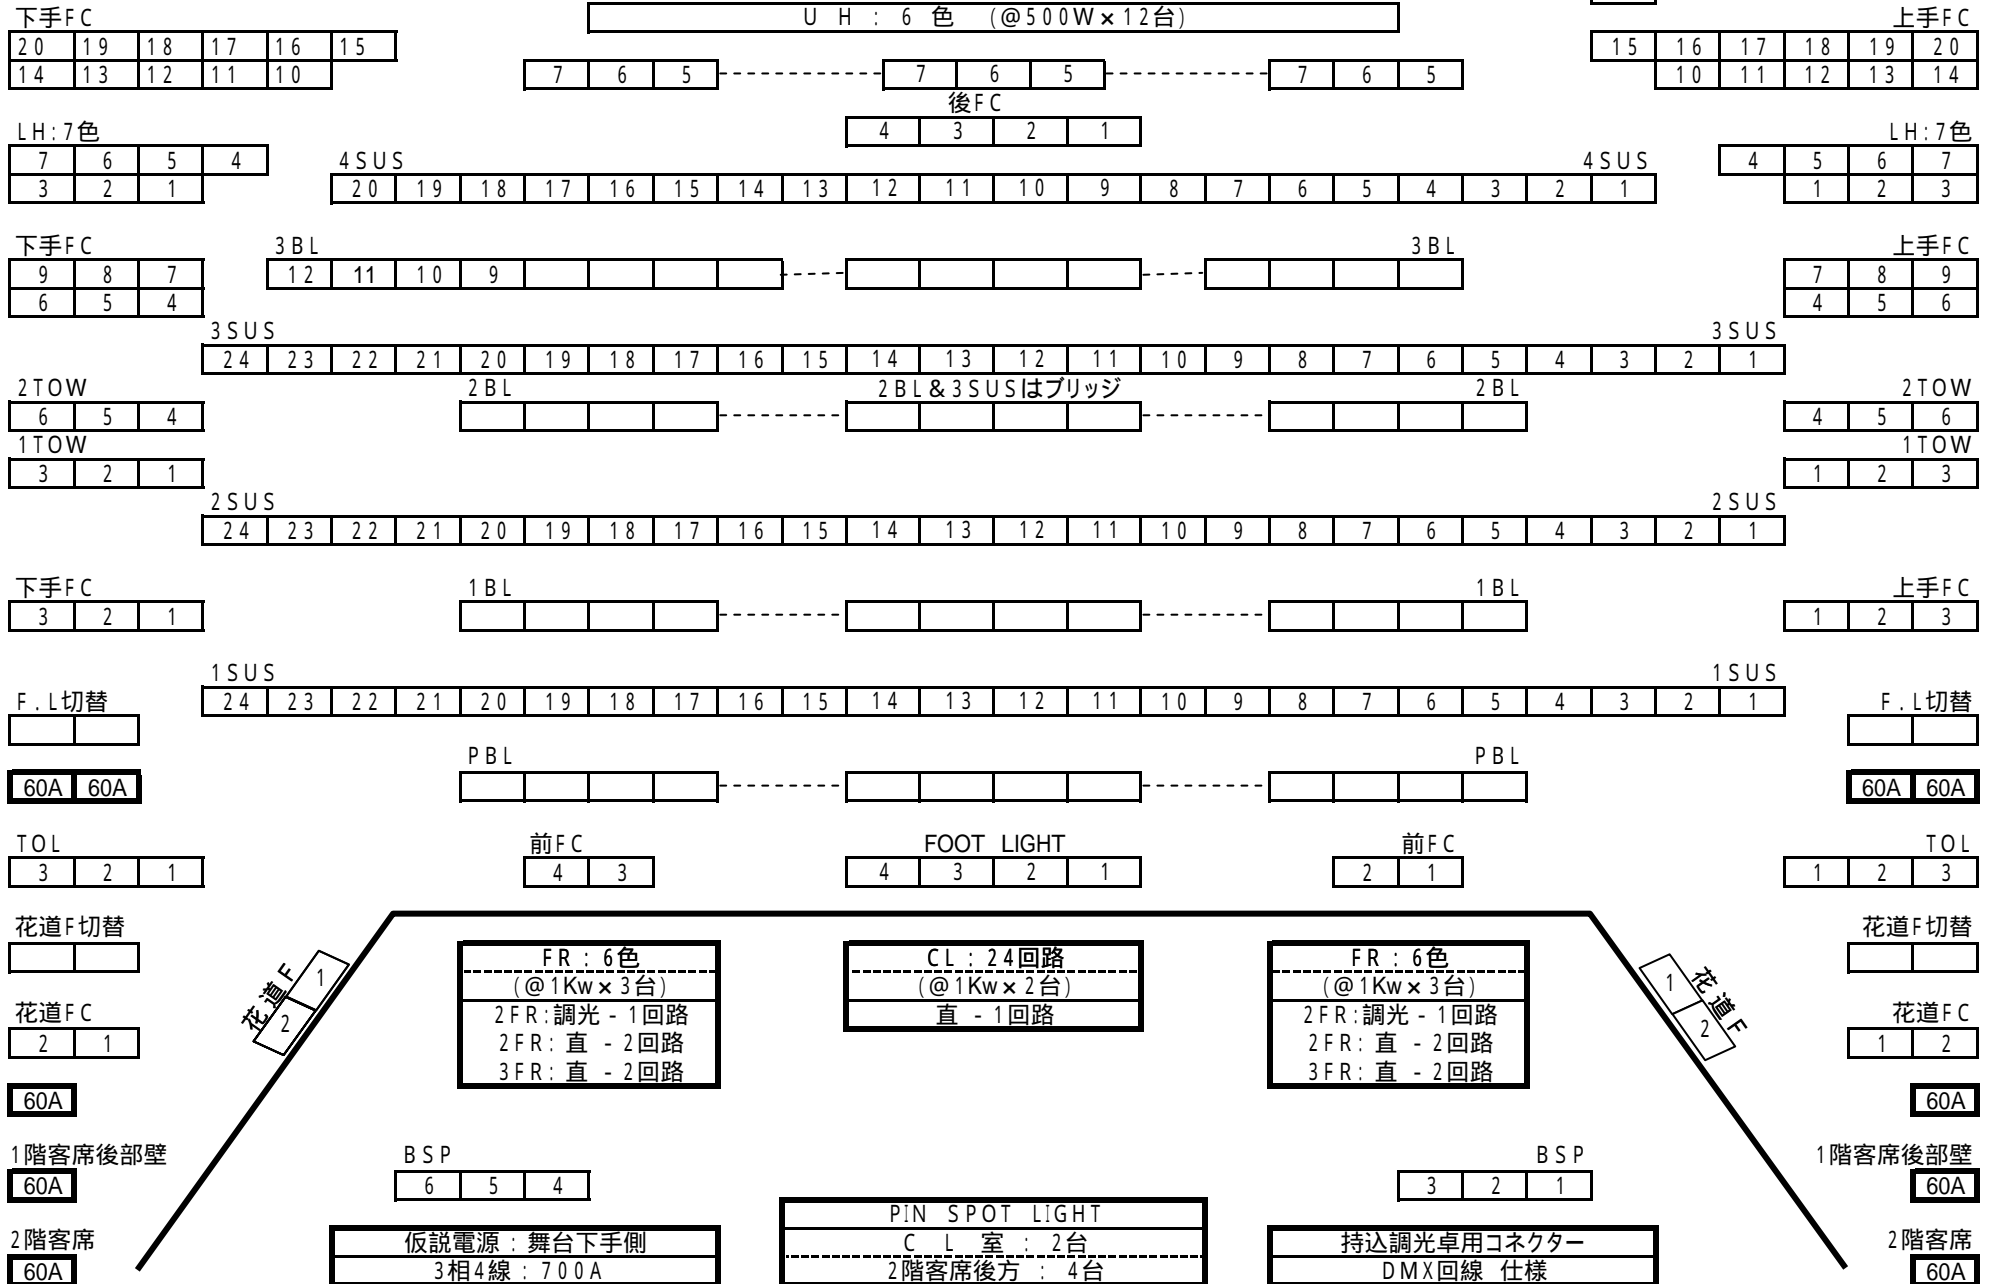 下手FC UH:6色 (@500W×12台) 上手FC
20 19 18 17 16 15 15 16 17 18 19 20
14 13 12 11 10 7 6 5 7 6 5 7 6 5 10 11 12 13 14
後FC
LH:7色 4 3 2 1 LH:7色
7 6 5 4 4SUS 4SUS 4 5 6 7
3 2 1 20 19 18 17 16 15 14 13 12 11 10 9 8 7 6 5 4 3 2 1 1 2 3
下手FC 3BL 3BL 上手FC
9 8 7 12 11 10 9 7 8 9
6 5 4 4 5 6
3SUS 3SUS
24 23 22 21 20 19 18 17 16 15 14 13 12 11 10 9 8 7 6 5 4 3 2 1
2TOW 2BL 2BL&3SUSはブリッジ 2BL 2TOW
6 5 4 4 5 6
1TOW 1TOW
3 2 1 1 2 3
2SUS 2SUS
24 23 22 21 20 19 18 17 16 15 14 13 12 11 10 9 8 7 6 5 4 3 2 1
下手FC 1BL 1BL 上手FC
3 2 1 1 2 3
1SUS 1SUS
F.L切替 24 23 22 21 20 19 18 17 16 15 14 13 12 11 10 9 8 7 6 5 4 3 2 1 F.L切替
PBL PBL
60A 60A 60A 60A
TOL 前FC FOOT LIGHT 前FC TOL
3 2 1 4 3 4 3 2 1 2 1 1 2 3
花道F切替 花道F切替
花道F 1 2 FR:6色 CL:24回路 FR:6色 1 2 花道F
(@1Kw×3台) (@1Kw×2台) (@1Kw×3台)
花道FC 2FR:調光-1回路 直-1回路 2FR:調光-1回路 花道FC
2 1 2FR:直-2回路 2FR:直-2回路 1 2
3FR:直-2回路 3FR:直-2回路
60A 60A
1階客席後部壁 BSP BSP 1階客席後部壁
60A 6 5 4 3 2 1 60A
PIN SPOT LIGHT
2階客席 仮説電源:舞台下手側 CL室:2台 持込調光卓用コネクター 2階客席
60A 3相4線:700A 2階客席後方:4台 DMX回線 仕様 60A